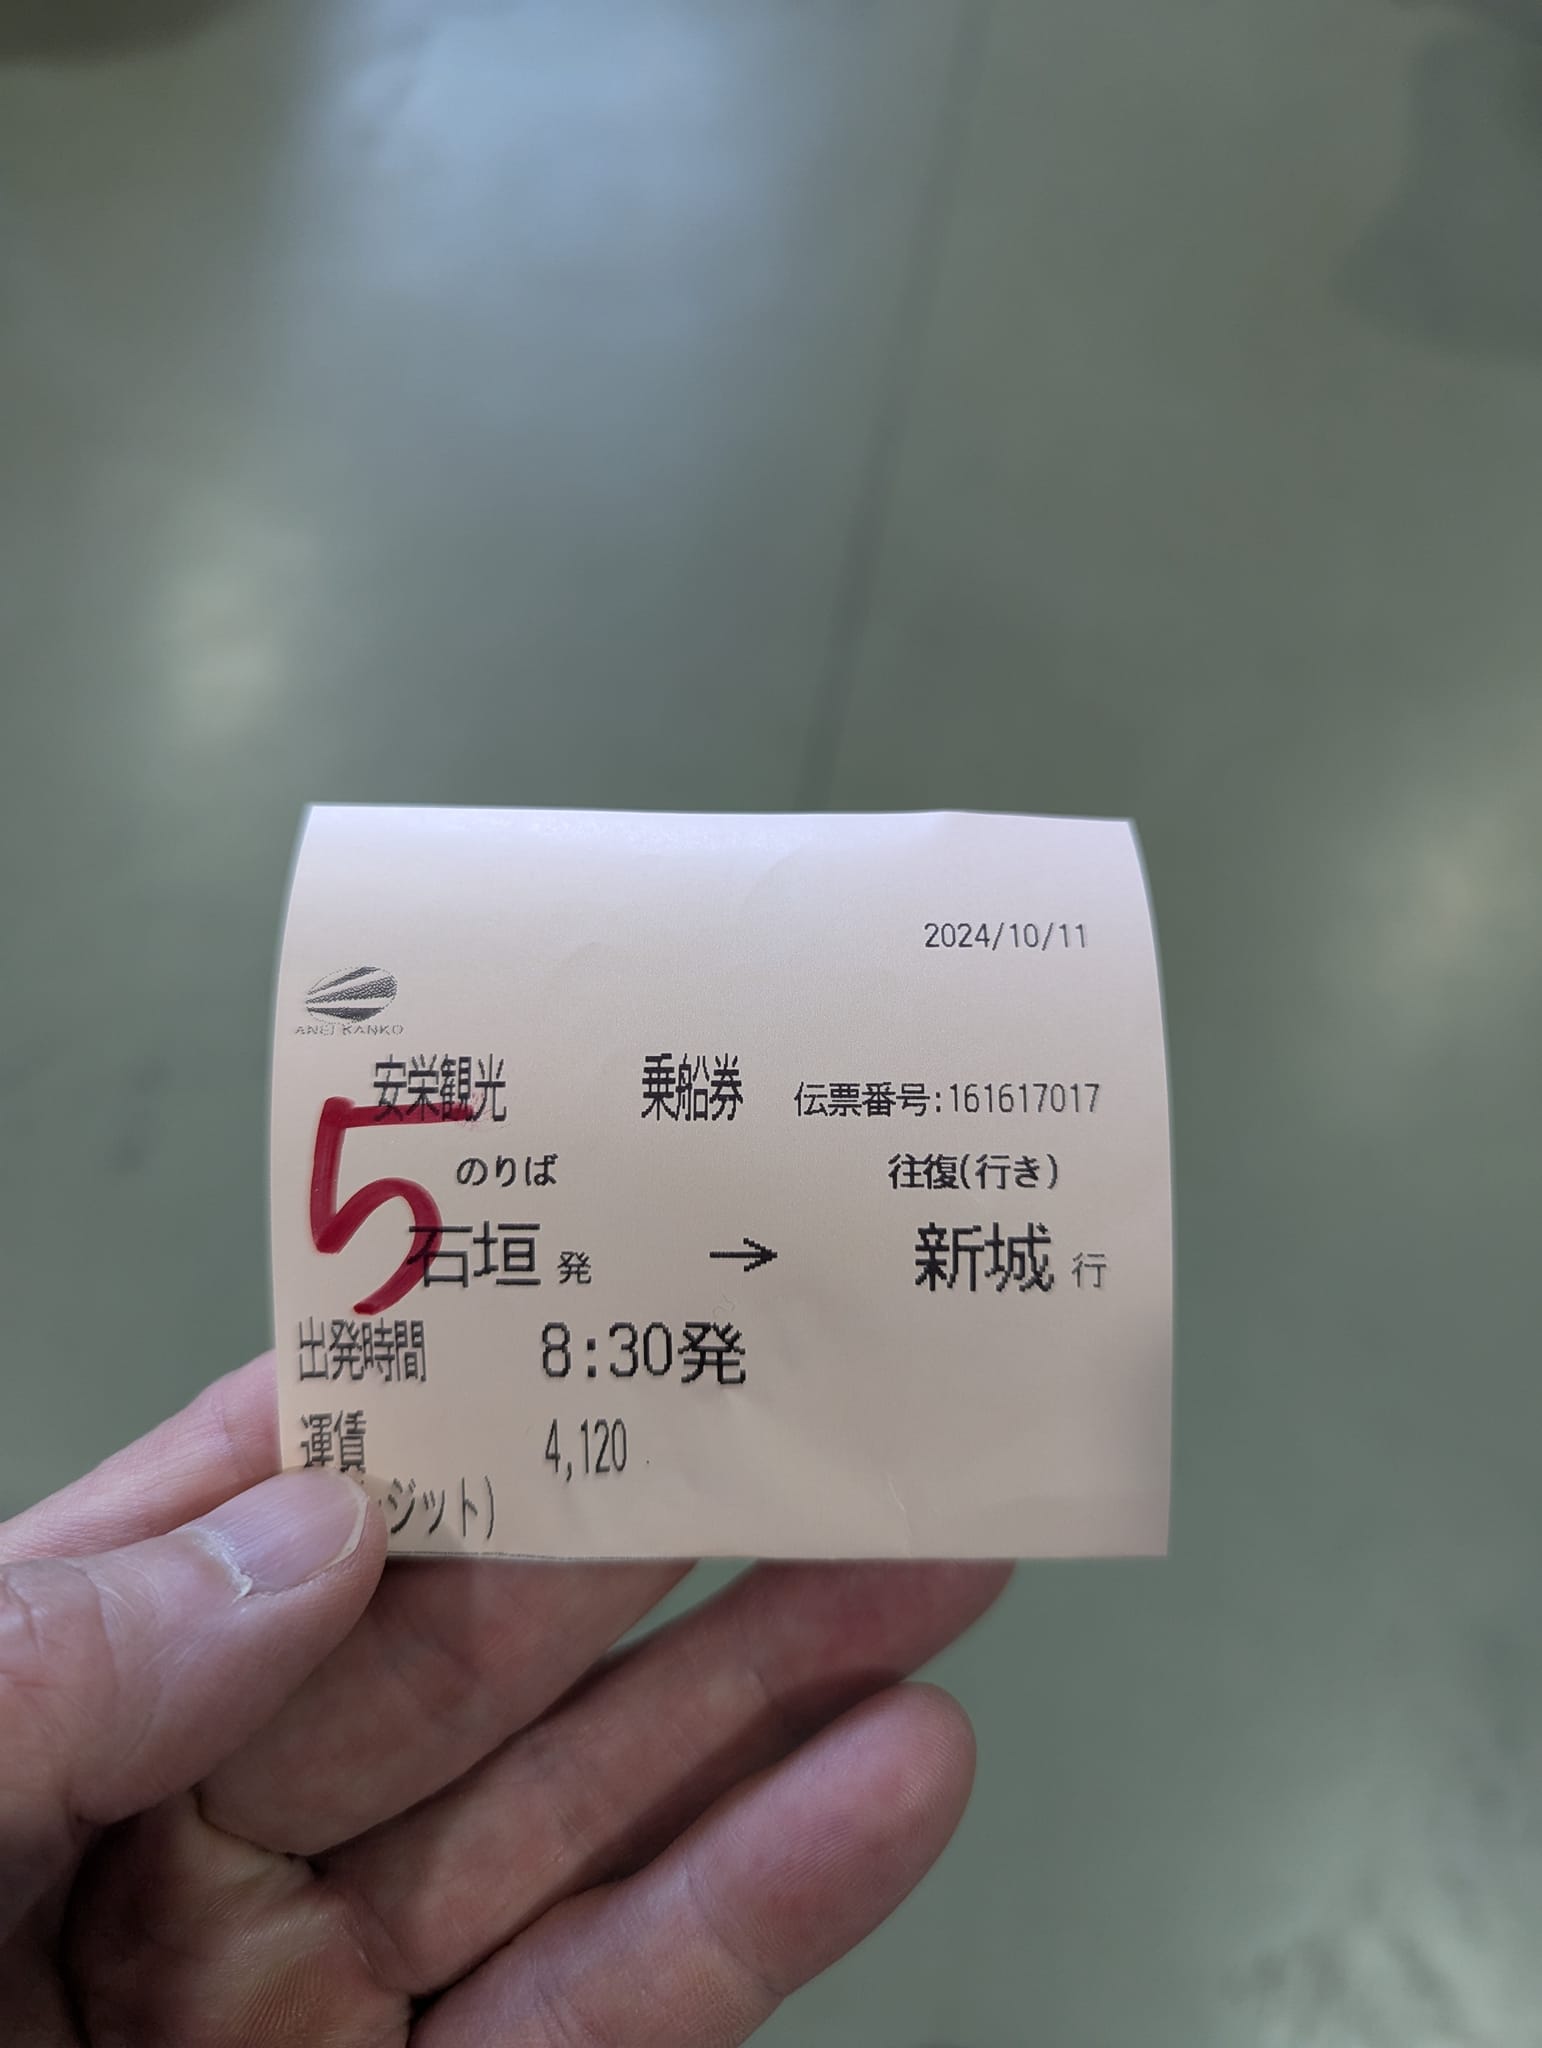 2024/10/11
ANEI KANKO
安栄観光 乗船券 伝票番号:161617017
5 のりば 往復(行き)
石垣 発 → 新城 行
出発時間 8:30発
運賃 4,120
ジット)